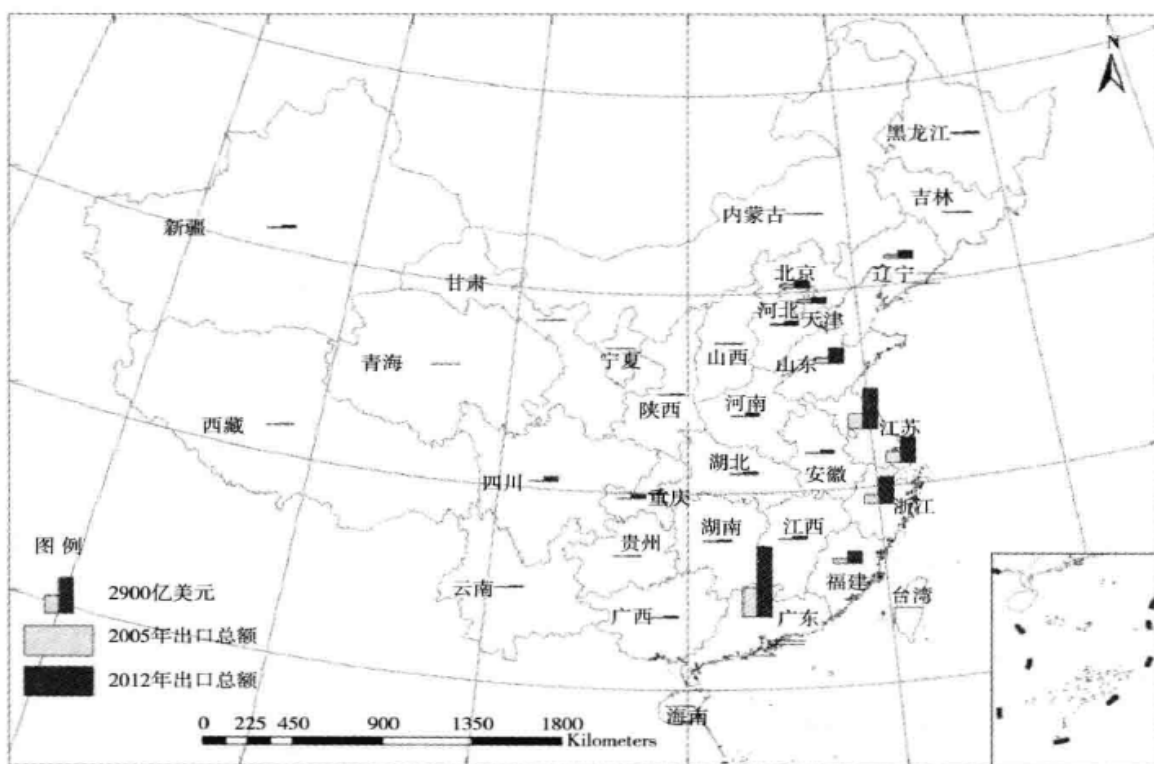 N
黑龙江
吉林
内蒙古
新疆
辽宁
北京
甘肃
河北
天津
宁夏
山西
山东
青海
陕西
河南
江苏
西藏
湖北
安徽
四川
重庆
浙江
湖南
江西
图例
贵州
福建
2900亿美元
云南
台湾
广西
广东
2005年出口总额
2012年出口总额
海南
0 225 450 900 1350 1800
Kilometers